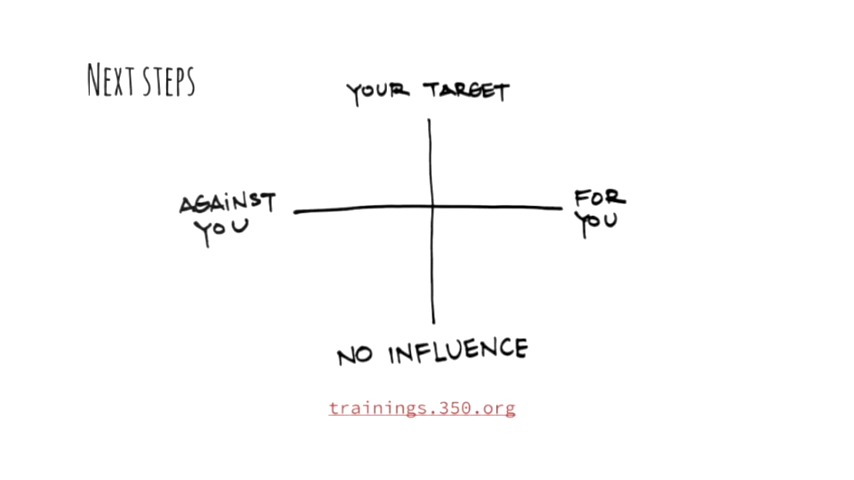 NEXT STEPS
YOUR TARGET
AGAINST
YOU
FOR
YOU
NO INFLUENCE
trainings.350.org